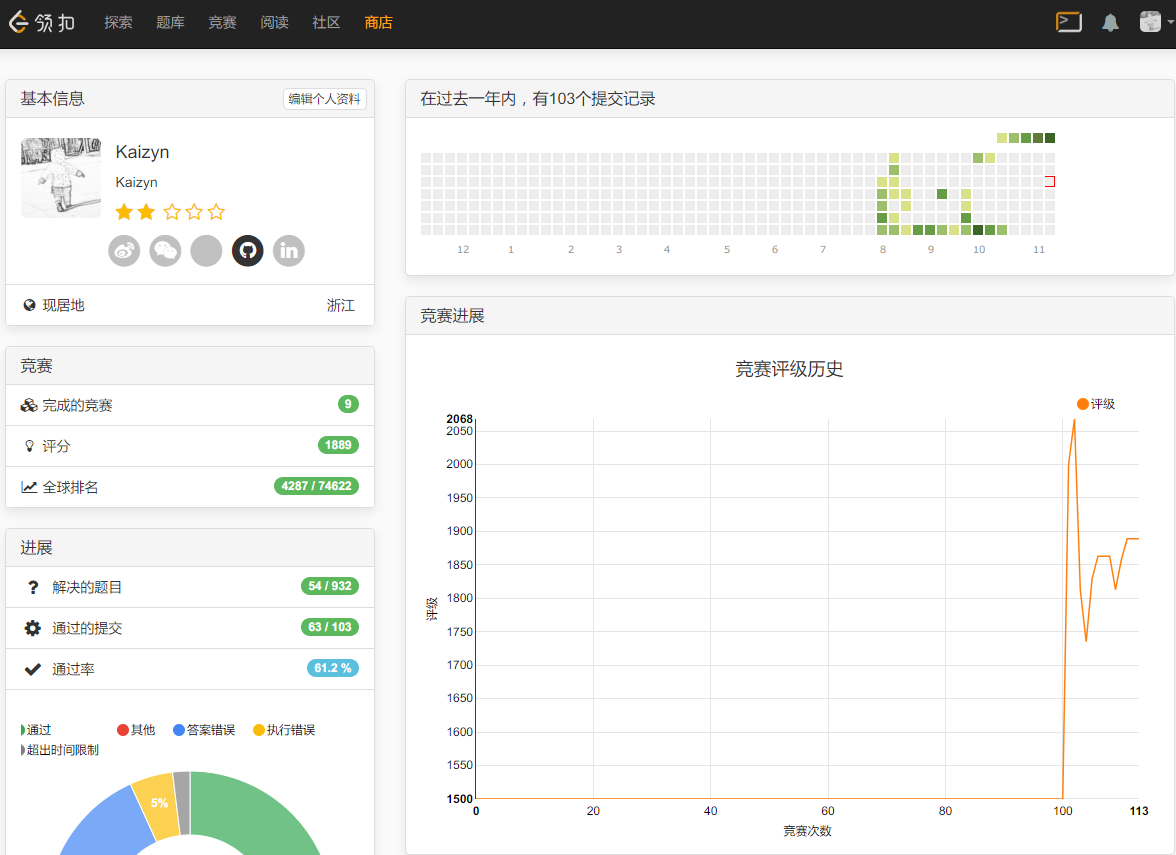 领扣 探索 题库 竞赛 阅读 社区 商店
基本信息 编辑个人资料
Kaizyn
Kaizyn
现居地 浙江
竞赛
完成的竞赛 9
评分 1889
全球排名 4287 / 74622
进展
解决的题目 54 / 932
通过的提交 63 / 103
通过率 61.2 %
通过 其他 答案错误 执行错误
超出时间限制
5%
在过去一年内，有103个提交记录
12 1 2 3 4 5 6 7 8 9 10 11
竞赛进展
竞赛评级历史
评级
2068
2050
2000
1950
1900
1850
1800
评级
1750
1700
1650
1600
1550
1500
0 20 40 60 80 100 113
竞赛次数